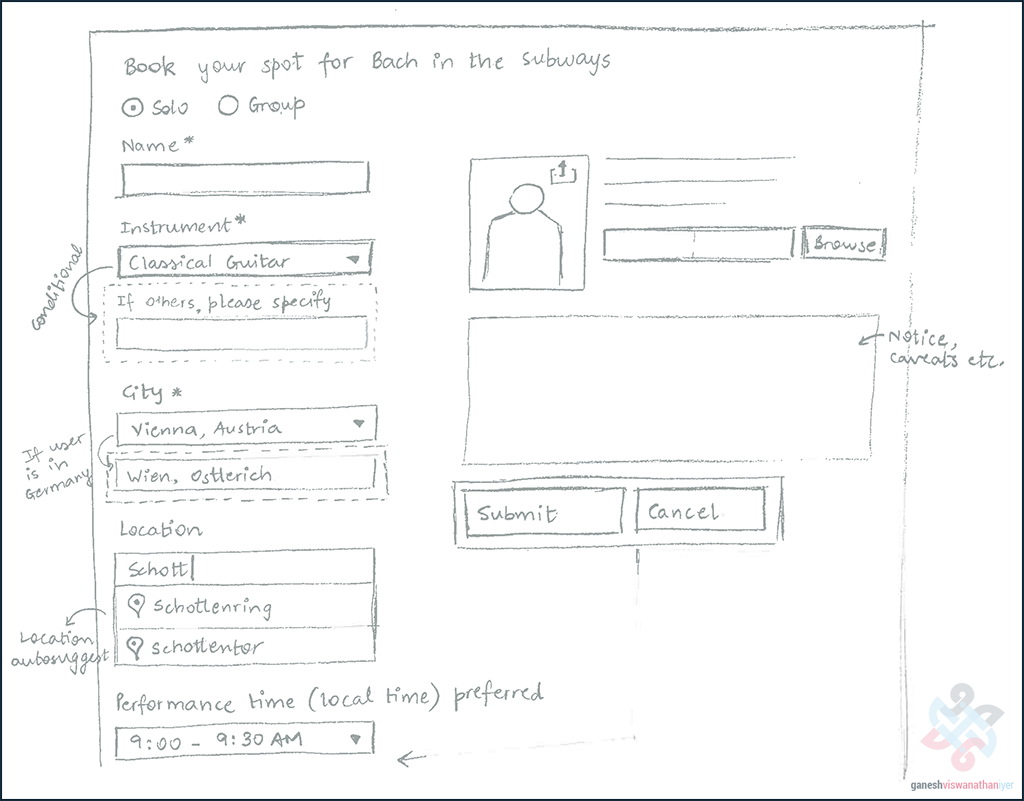 Book your spot for Bach in the subways
Solo Group
Name*
Instrument*
Classical Guitar
conditional
If others, please specify
City *
Vienna, Austria
If user
is in
Germany
Wien, Ostlerich
Location
Schott
Schottenring
Schottentor
Location
autosuggest
Performance time (local time) preferred
9:00 - 9:30 AM
Browse
Notice,
caveats etc.
Submit Cancel
ganeshviswanathaniyer